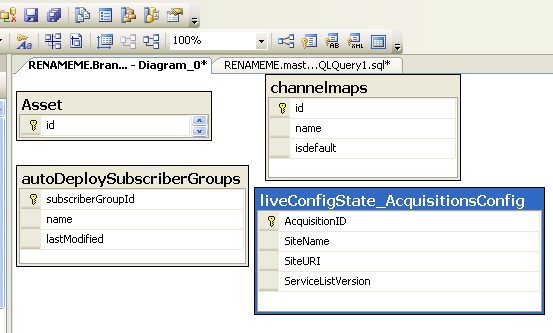 100%
RENAMEME.Bran... - Diagram_0*
RENAMEME.mast...QLQuery1.sql*
Asset
id
channelmaps
id
name
isdefault
autoDeploySubscriberGroups
subscriberGroupId
name
lastModified
liveConfigState_AcquisitionsConfig
AcquisitionID
SiteName
SiteURI
ServiceListVersion